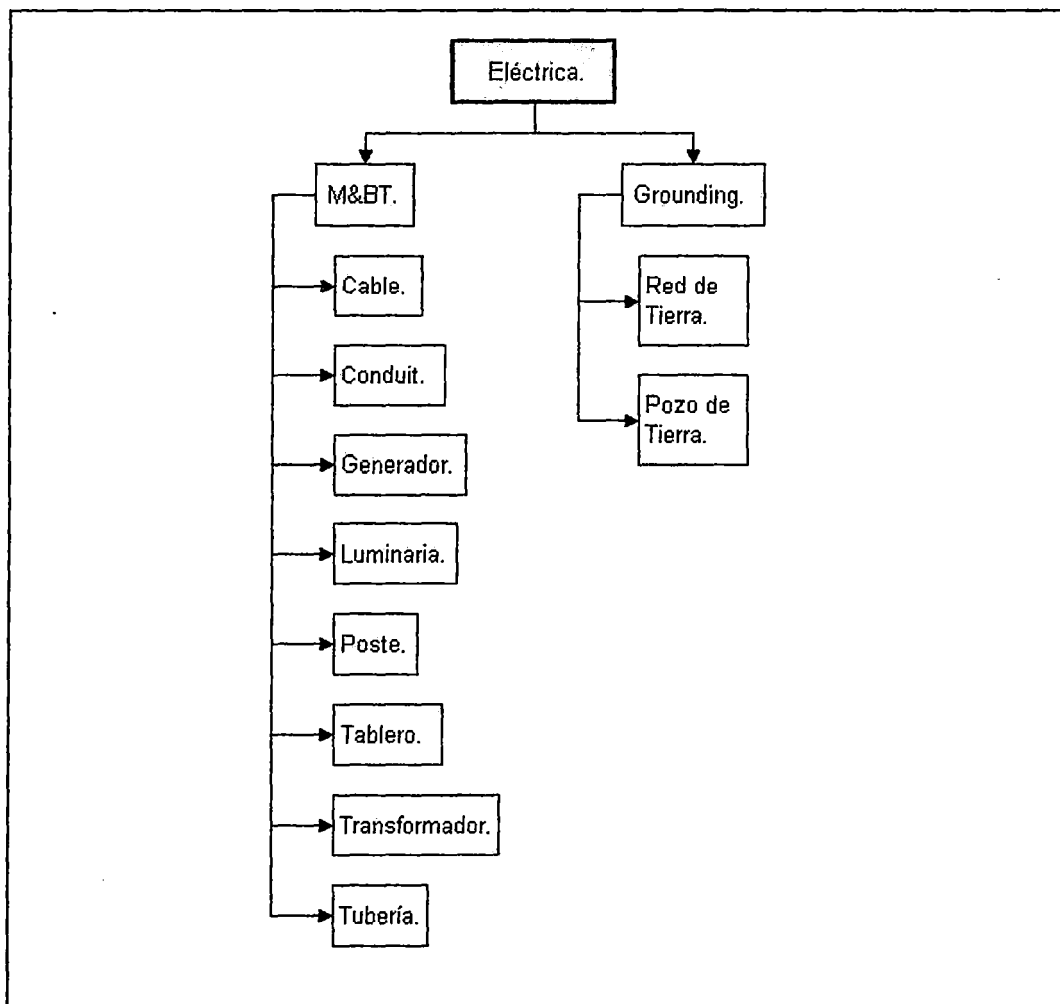 Eléctrica.
M&BT.
Cable.
Conduit.
Generador.
Luminaria.
Poste.
Tablero.
Transformador.
Tubería.
Grounding.
Red de
Tierra.
Pozo de
Tierra.